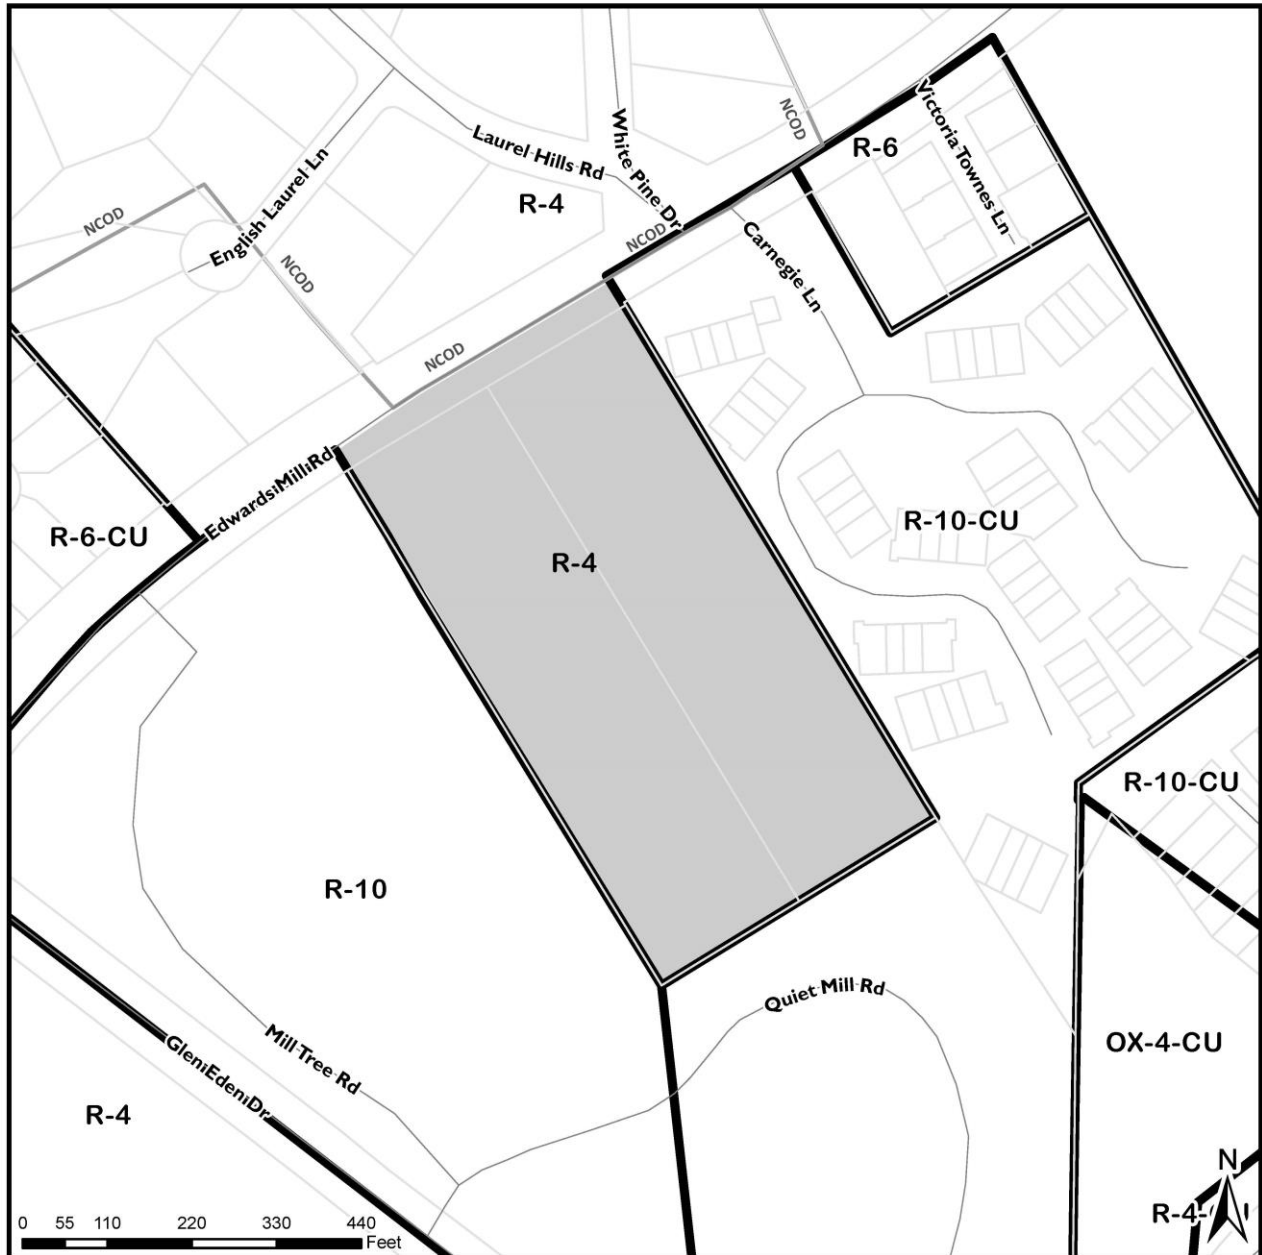 NCOD
R-6
Victoria Townes Ln
White Pine Dr
Laurel Hills Rd
English Laurel Ln
R-4
NCOD
NCOD
NCOD
Carnegie Ln
NCOD
Edwards Mill Rd
R-6-CU
R-4
R-10-CU
R-10-CU
R-10
Quiet Mill Rd
OX-4-CU
Mill Tree Rd
Glen Eden Dr
R-4
N
0 55 110 220 330 440
Feet